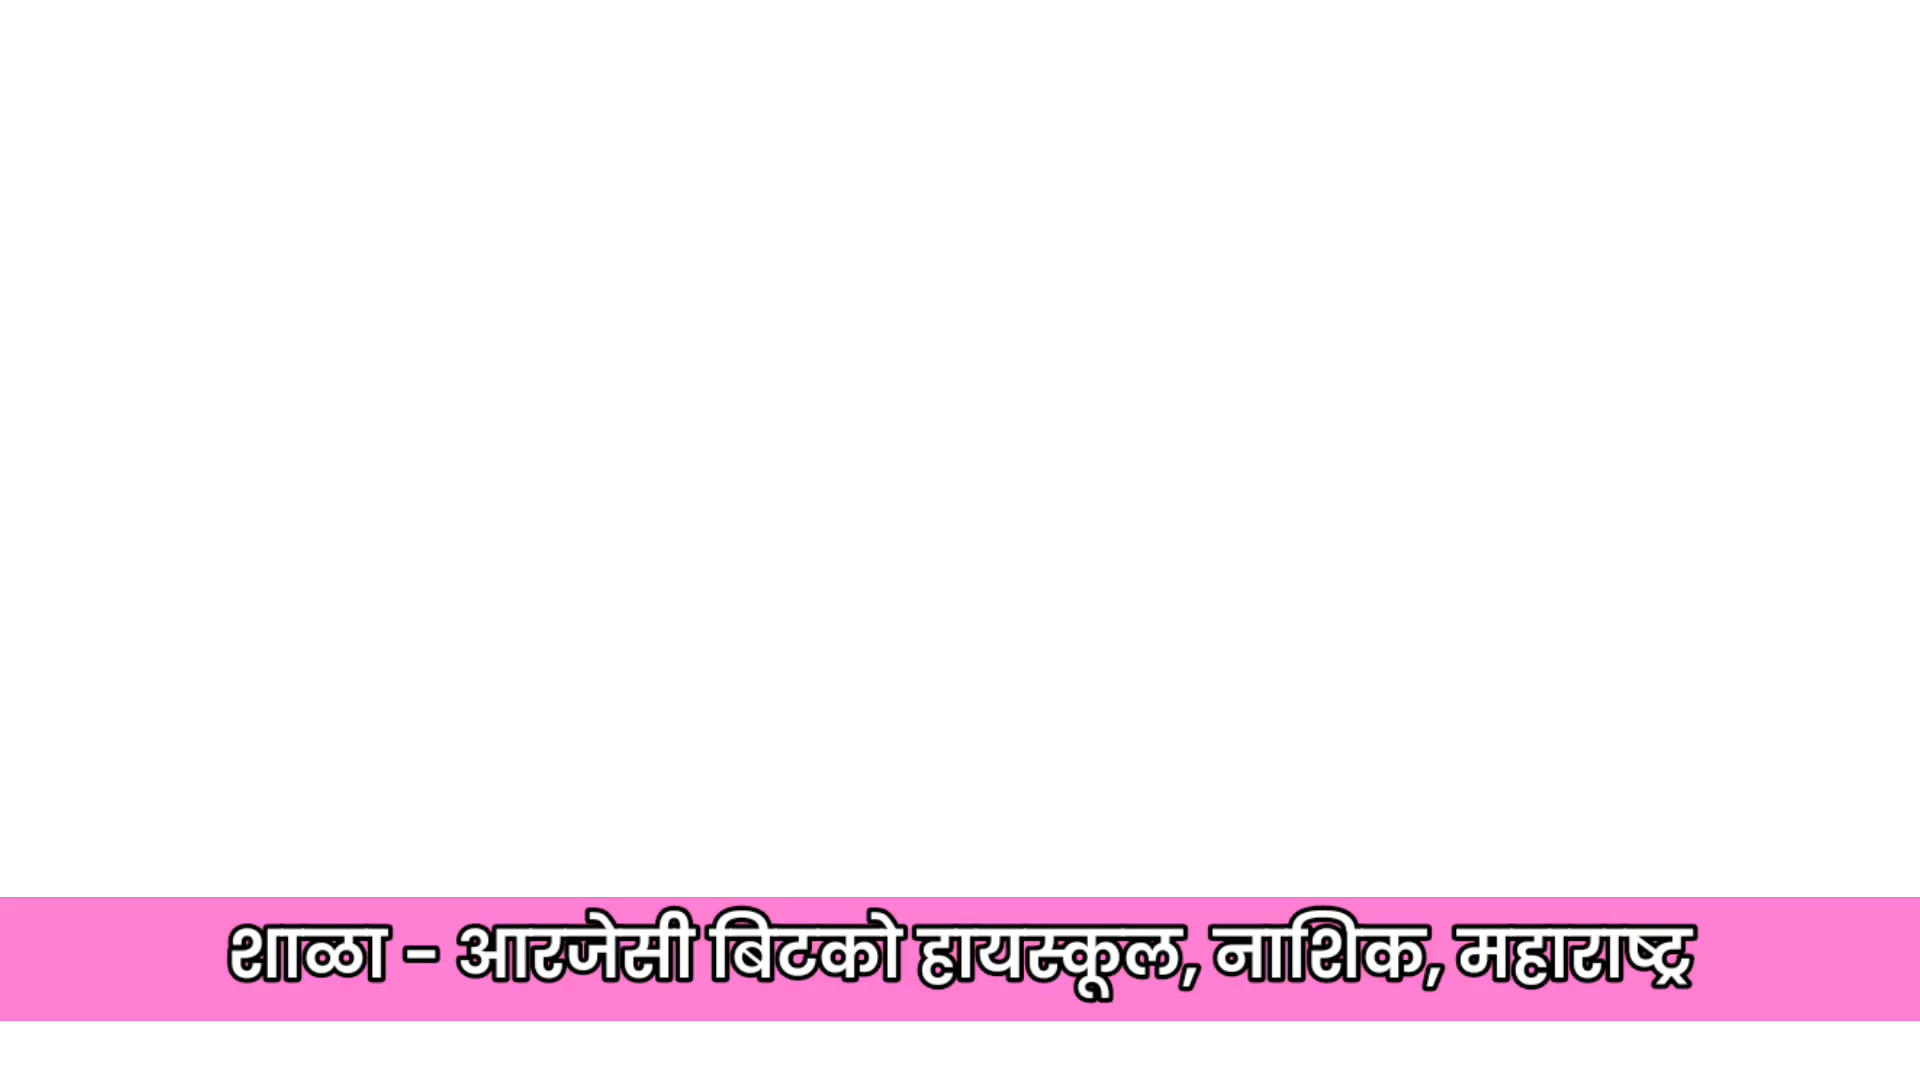 शाळा - आरजेसी बिटको हायस्कूल, नाशिक, महाराष्ट्र